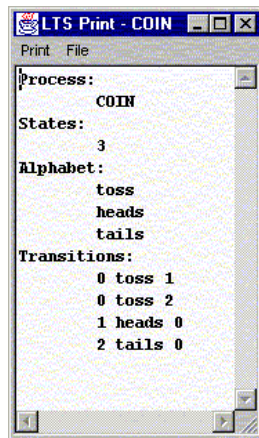 LTS Print - COIN
Print File
Process:
COIN
States:
3
Alphabet:
toss
heads
tails
Transitions:
0 toss 1
0 toss 2
1 heads 0
2 tails 0